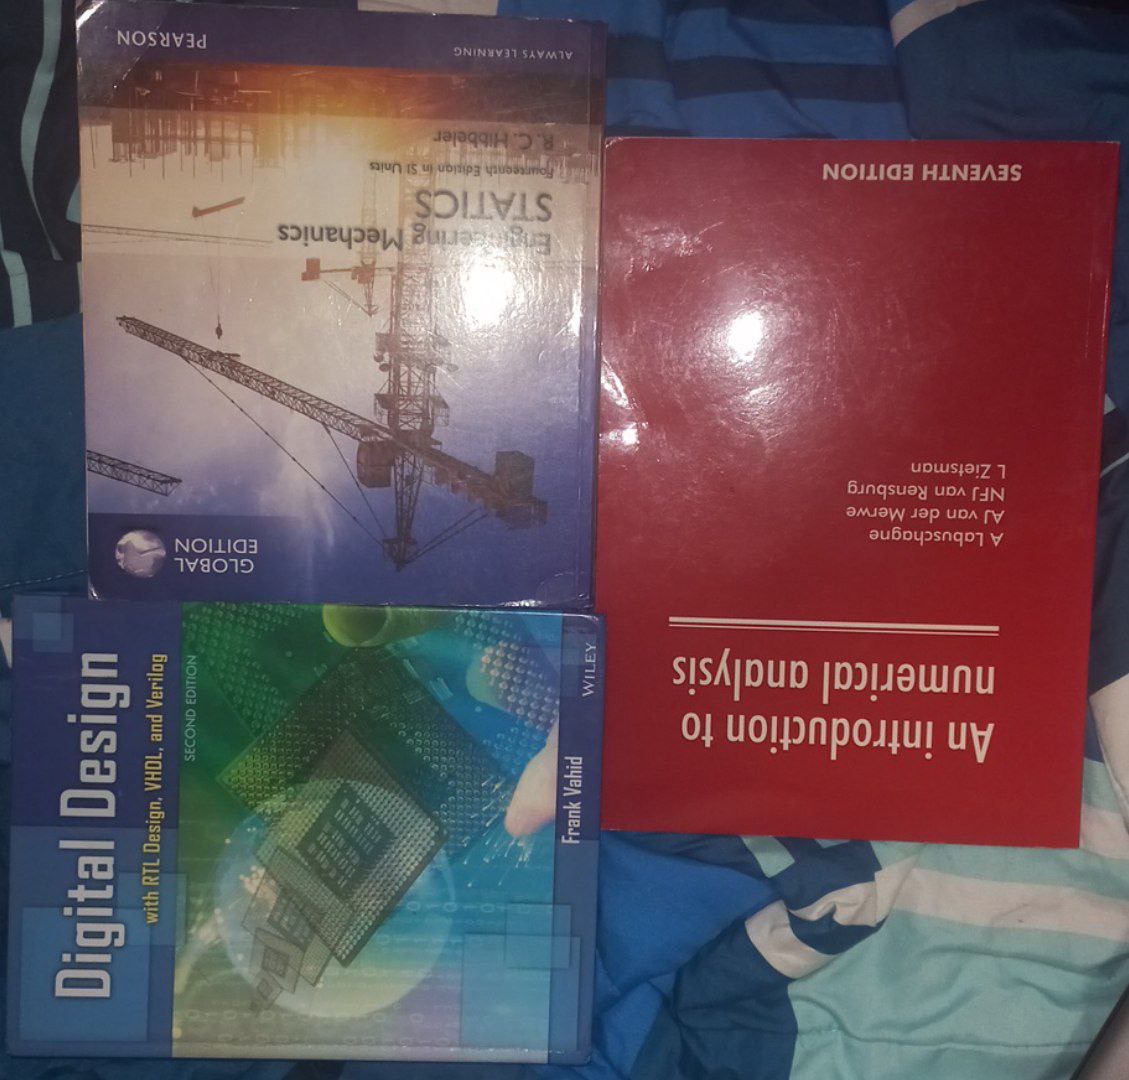 GLOBAL
EDITION
Engineering Mechanics
STATICS
Fourteenth Edition in SI Units
R. C. Hibbeler
ALWAYS LEARNING
PEARSON
An introduction to
numerical analysis
A Labuschagne
AJ van der Merwe
NFJ van Rensburg
L Zietsman
SEVENTH EDITION
Digital Design
with RTL Design, VHDL, and Verilog
SECOND EDITION
Frank Vahid
WILEY